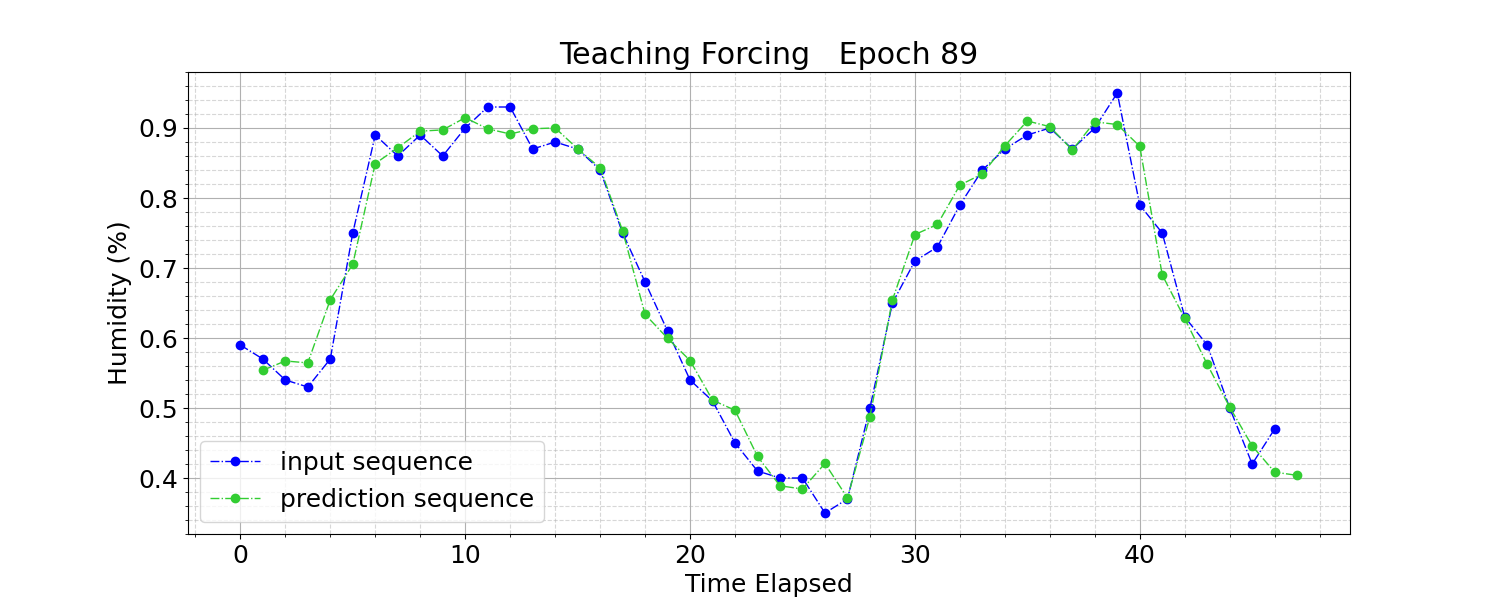 Teaching Forcing   Epoch 89
Humidity (%)
0.9
0.8
0.7
0.6
0.5
0.4
input sequence
prediction sequence
0 10 20 30 40
Time Elapsed